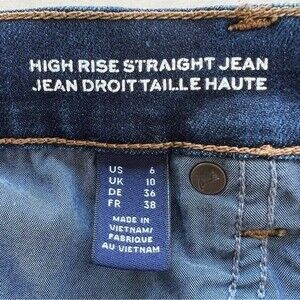 HIGH RISE STRAIGHT JEAN
JEAN DROIT TAILLE HAUTE
US 6
UK 10
DE 36
FR 38
MADE IN
VIETNAM/
FABRIQUE
AU VIETNAM